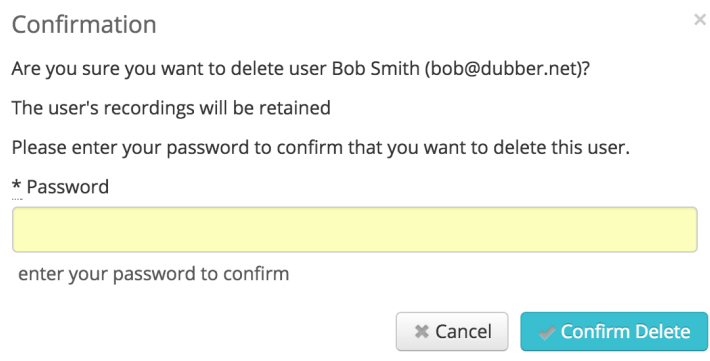 Confirmation
Are you sure you want to delete user Bob Smith (bob@dubber.net)?
The user's recordings will be retained
Please enter your password to confirm that you want to delete this user.
* Password
enter your password to confirm
Cancel
Confirm Delete